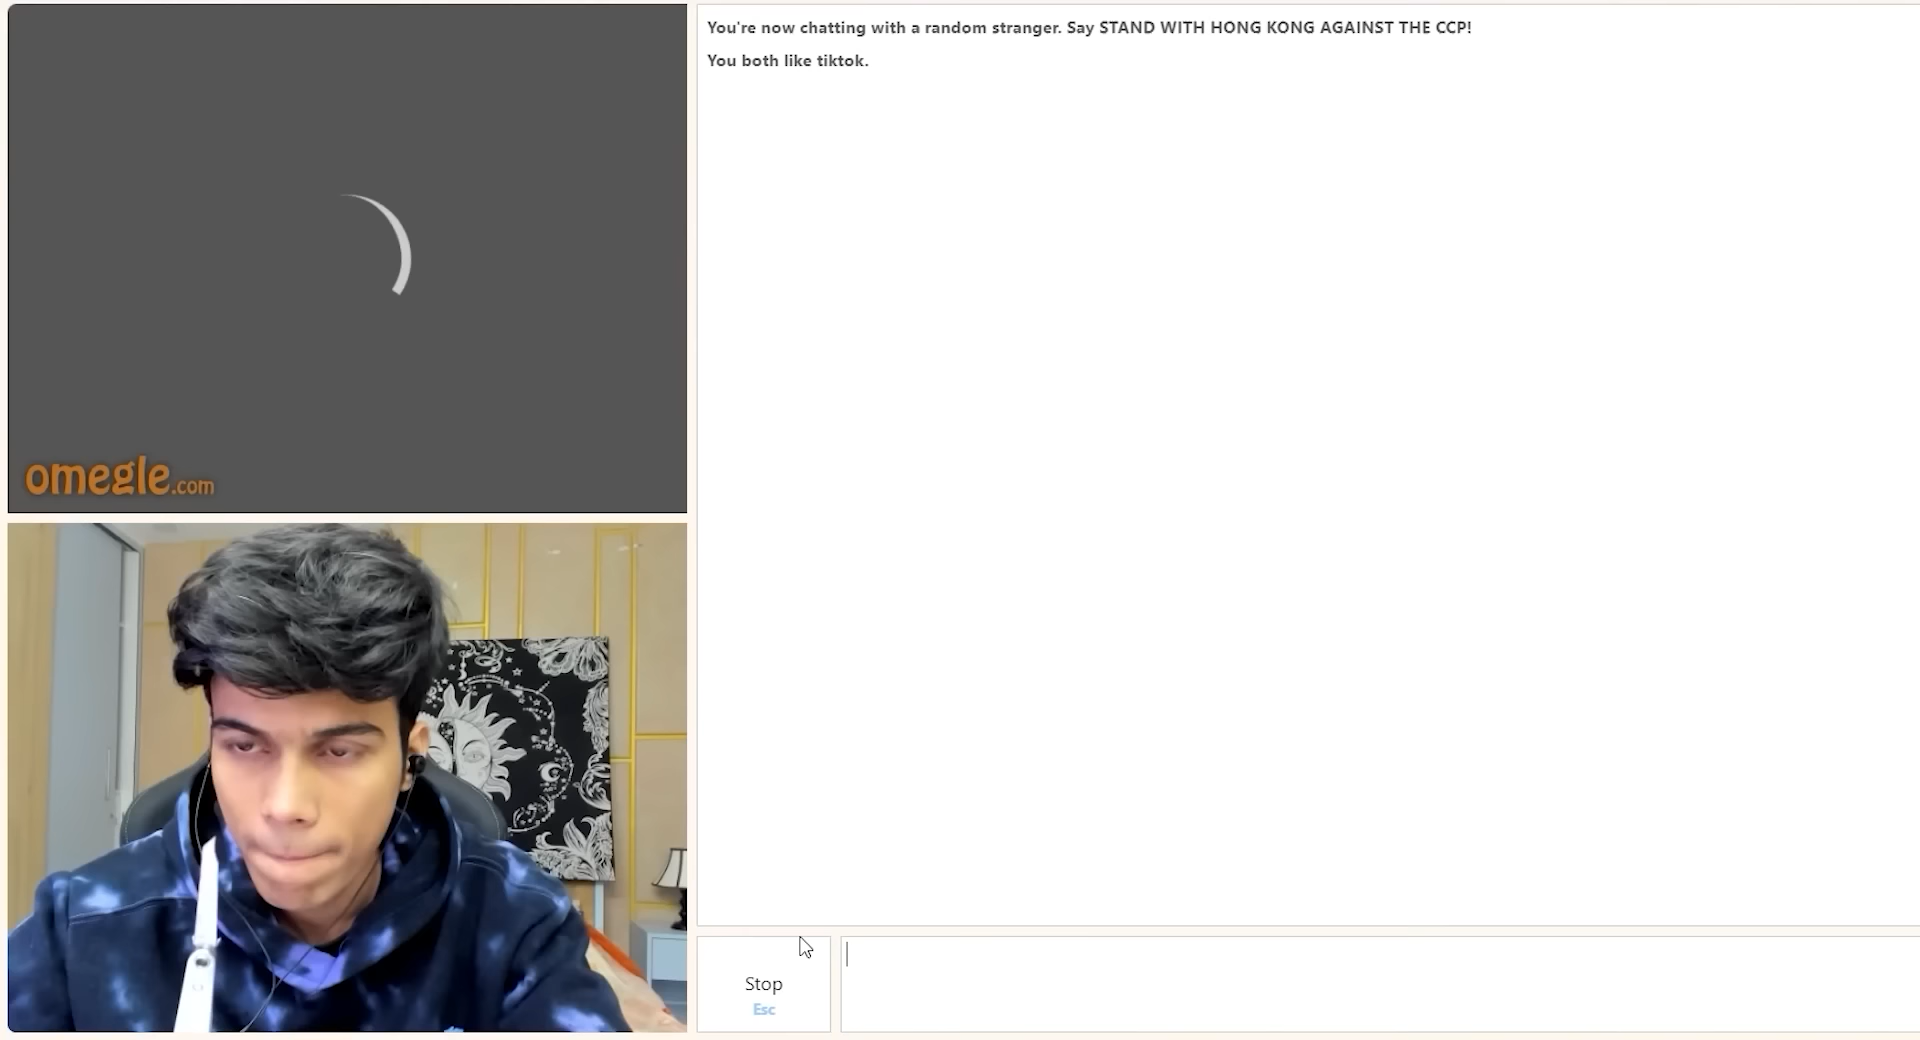 You're now chatting with a random stranger. Say STAND WITH HONG KONG AGAINST THE CCP!
You both like tiktok.
omegle.com
Stop
Esc